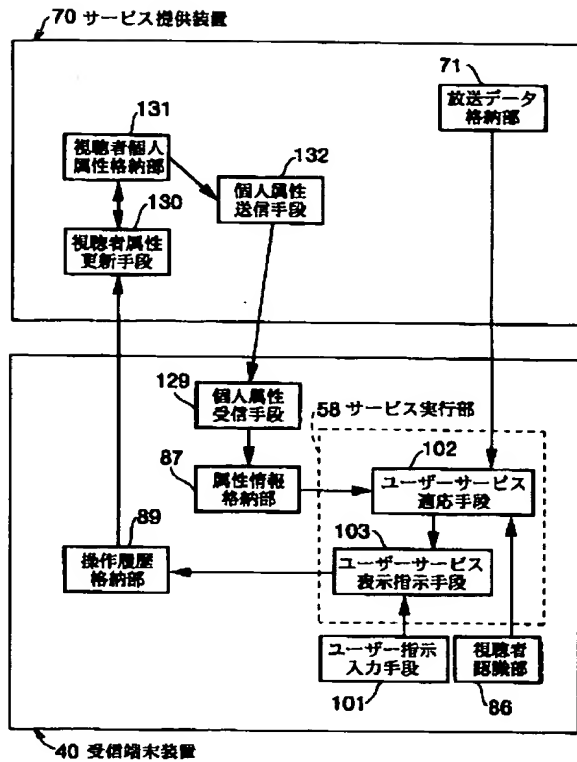 70 サービス提供装置
71
放送データ
格納部
131
視聴者個人
属性格納部
132
個人属性
送信手段
130
視聴者属性
更新手段
129
個人属性
受信手段
58 サービス実行部
102
ユーザーサービス
適応手段
87
属性情報
格納部
103
ユーザーサービス
表示指示手段
89
操作履歴
格納部
ユーザー指示
入力手段
101
視聴者
認識部
86
40 受信端末装置